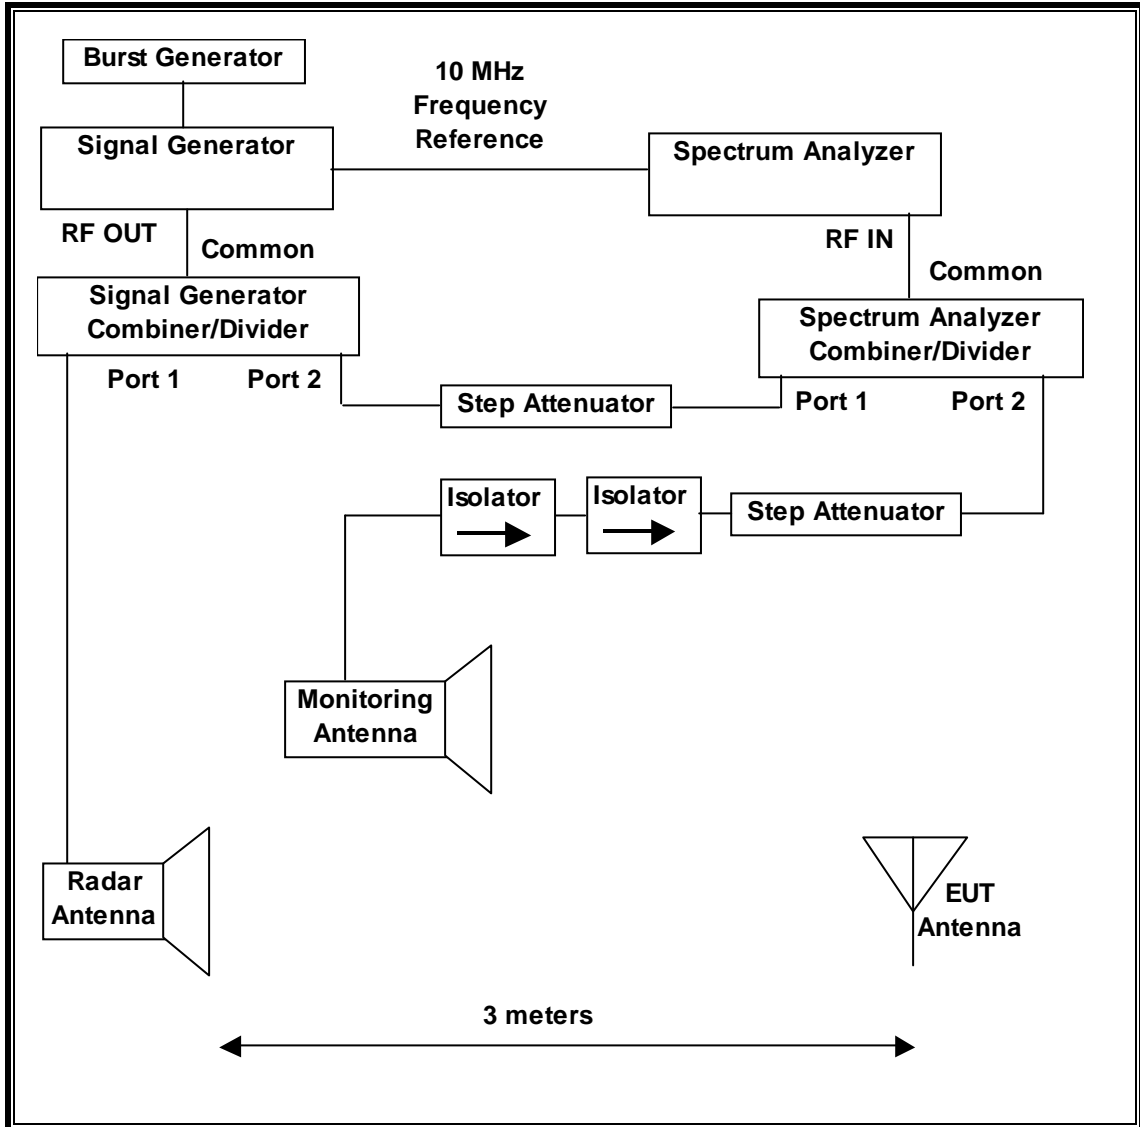 Burst Generator
10 MHz
Frequency
Reference
Signal Generator
Spectrum Analyzer
RF OUT
Common
RF IN
Common
Signal Generator
Combiner/Divider
Spectrum Analyzer
Combiner/Divider
Port 1
Port 2
Step Attenuator
Port 1
Port 2
Isolator
Isolator
Step Attenuator
Monitoring
Antenna
Radar
Antenna
EUT
Antenna
3 meters